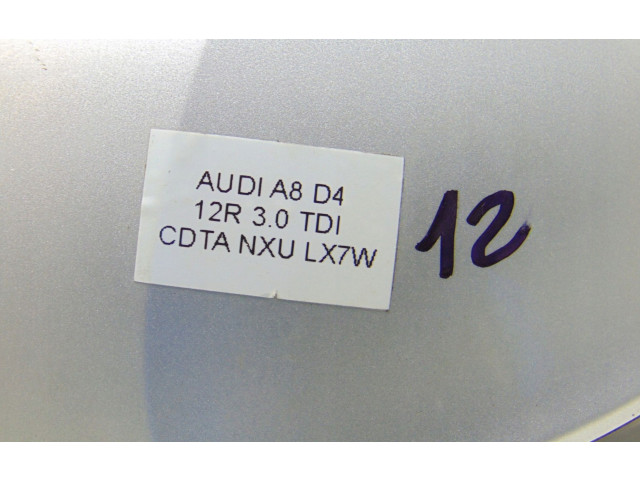 AUDI A8 D4
12R 3.0 TDI
CDTA NXU LX7W
12